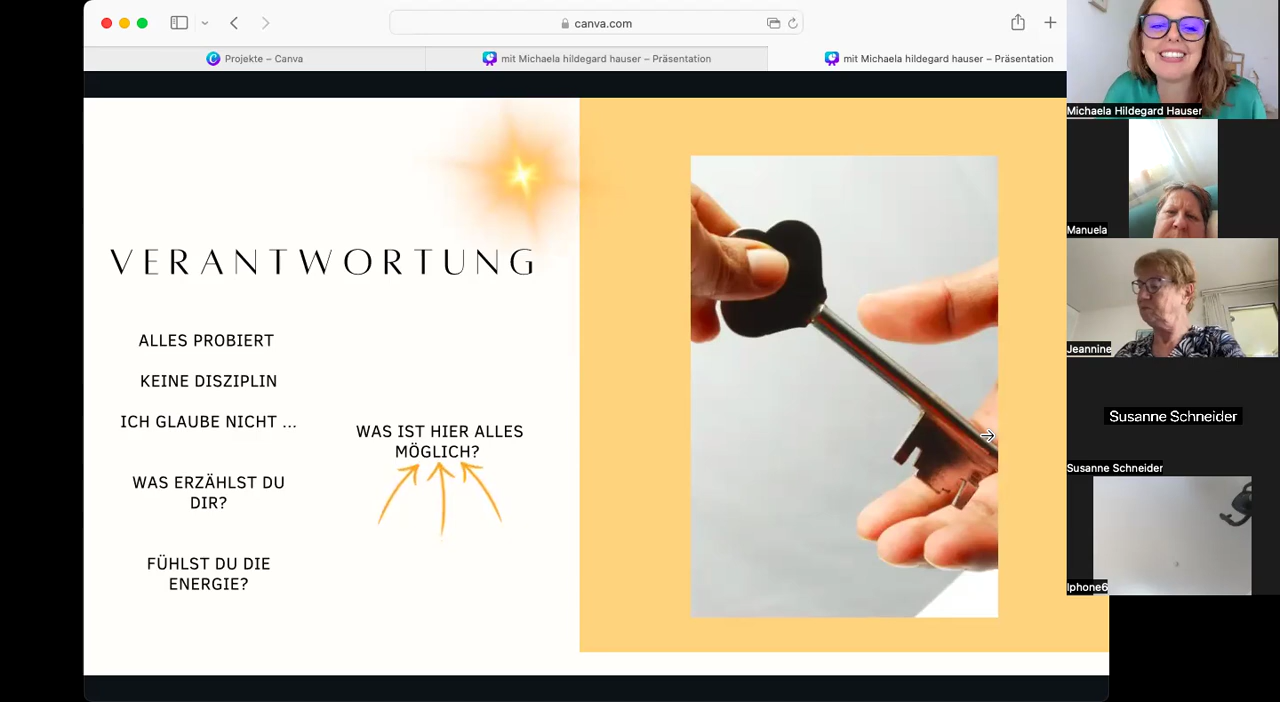 canva.com
Projekte – Canva
mit Michaela hildegard hauser – Präsentation
mit Michaela hildegard hauser – Präsentation
VERANTWORTUNG
ALLES PROBIERT
KEINE DISZIPLIN
ICH GLAUBE NICHT ...
WAS ERZÄHLST DU
DIR?
FÜHLST DU DIE
ENERGIE?
WAS IST HIER ALLES
MÖGLICH?
Michaela Hildegard Hauser
Manuela
Jeannine
Susanne Schneider
Susanne Schneider
Iphone6